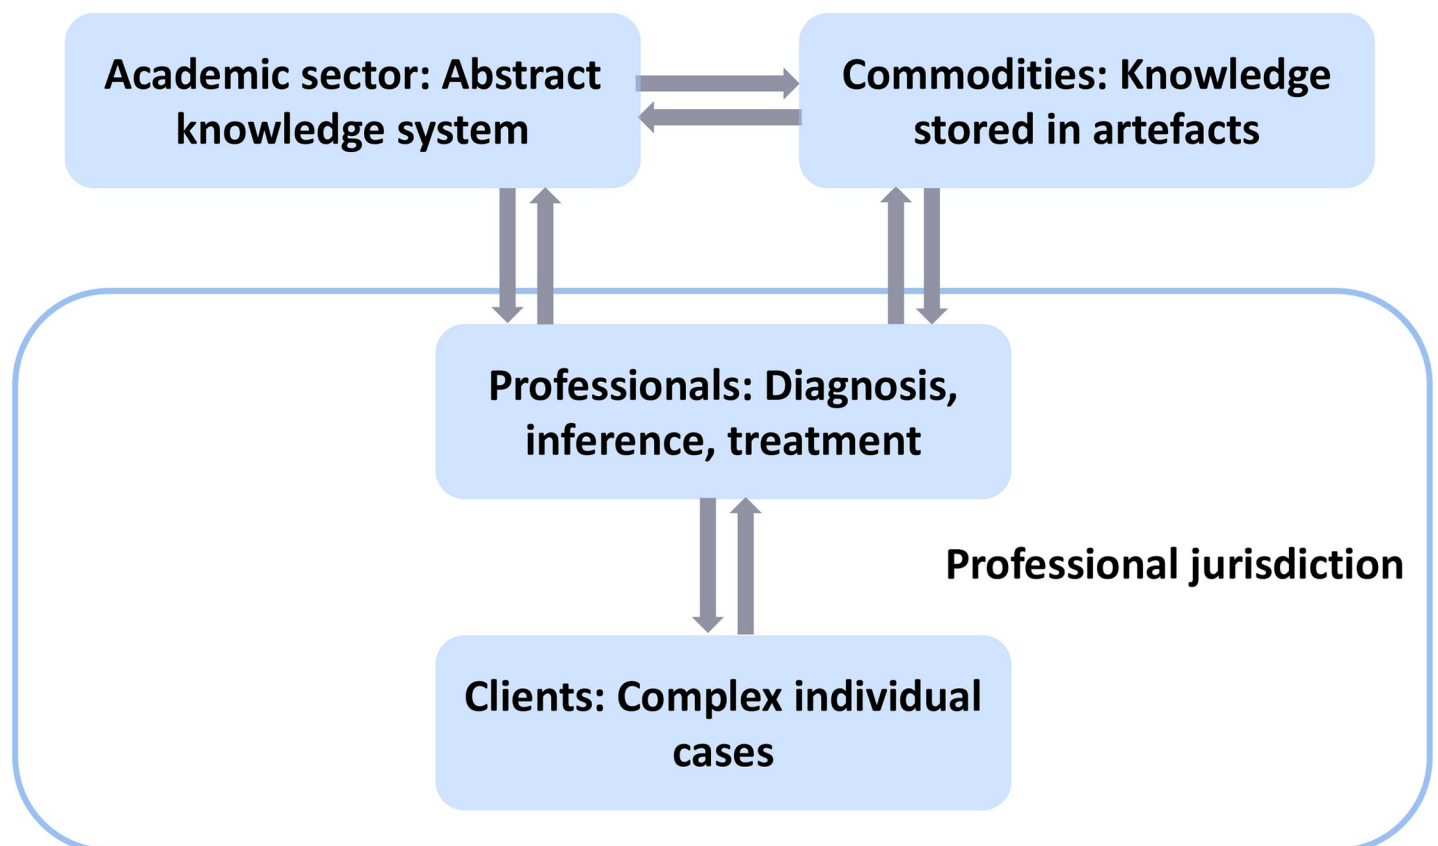 Academic sector: Abstract
knowledge system
Commodities: Knowledge
stored in artefacts
Professionals: Diagnosis,
inference, treatment
Professional jurisdiction
Clients: Complex individual
cases